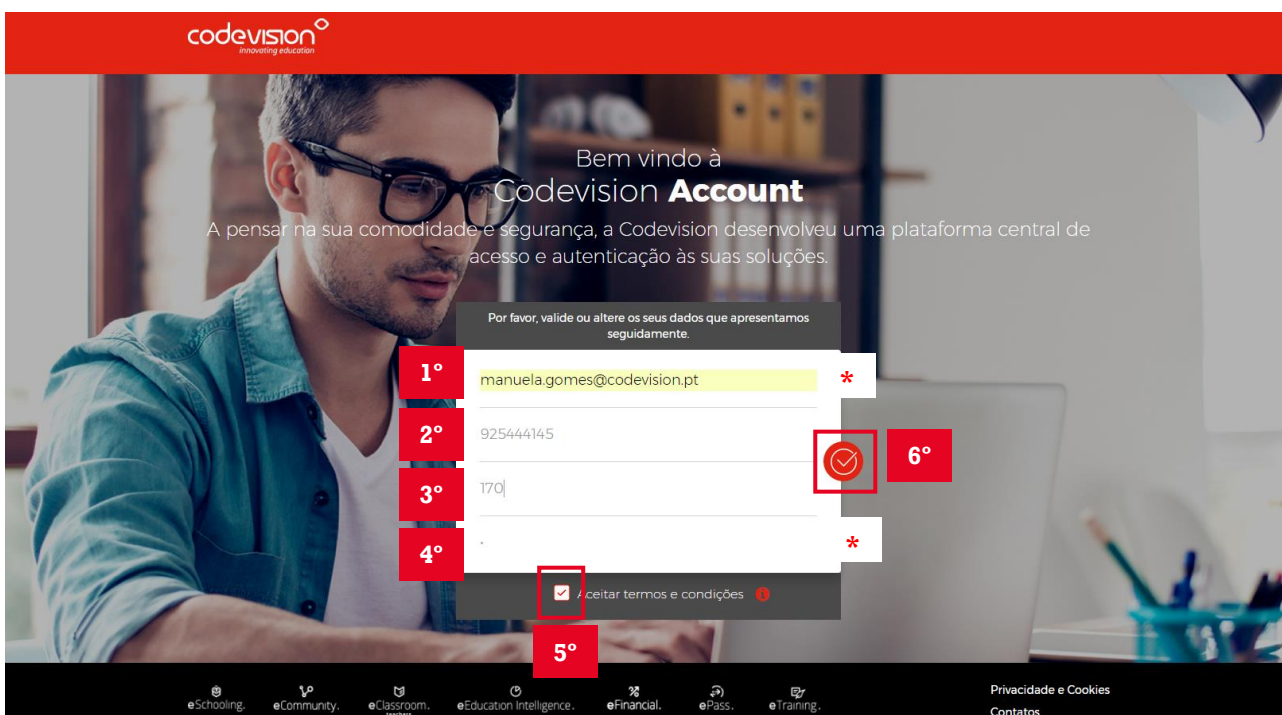 codevision
innovating education
Bem vindo à
Codevision Account
A pensar na sua comodidade e segurança, a Codevision desenvolveu uma plataforma central de
acesso e autenticação às suas soluções.
Por favor, valide ou altere os seus dados que apresentamos
seguidamente.
1º manuela.gomes@codevision.pt *
2º 925444145
6º
3º 170
4º . *
Aceitar termos e condições i
5º
eSchooling. eCommunity. eClassroom. eEducation Intelligence. eFinancial. ePass. eTraining.
teachers
Privacidade e Cookies
Contatos